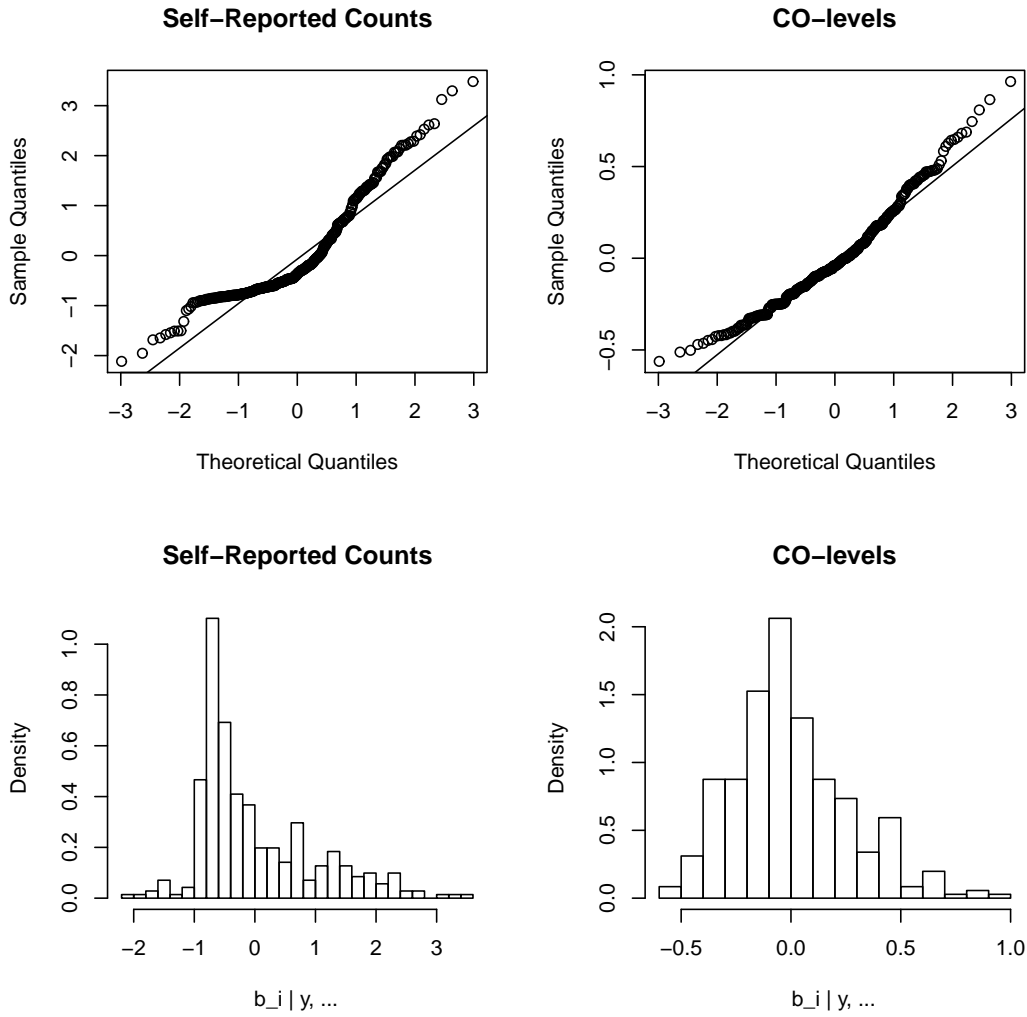 Self−Reported Counts
Sample Quantiles
3
2
1
0
−1
−2
−3 −2 −1 0 1 2 3
Theoretical Quantiles
CO−levels
Sample Quantiles
1.0
0.5
0.0
−0.5
−3 −2 −1 0 1 2 3
Theoretical Quantiles
Self−Reported Counts
Density
1.0
0.8
0.6
0.4
0.2
0.0
−2 −1 0 1 2 3
b_i | y, ...
CO−levels
Density
2.0
1.5
1.0
0.5
0.0
−0.5 0.0 0.5 1.0
b_i | y, ...